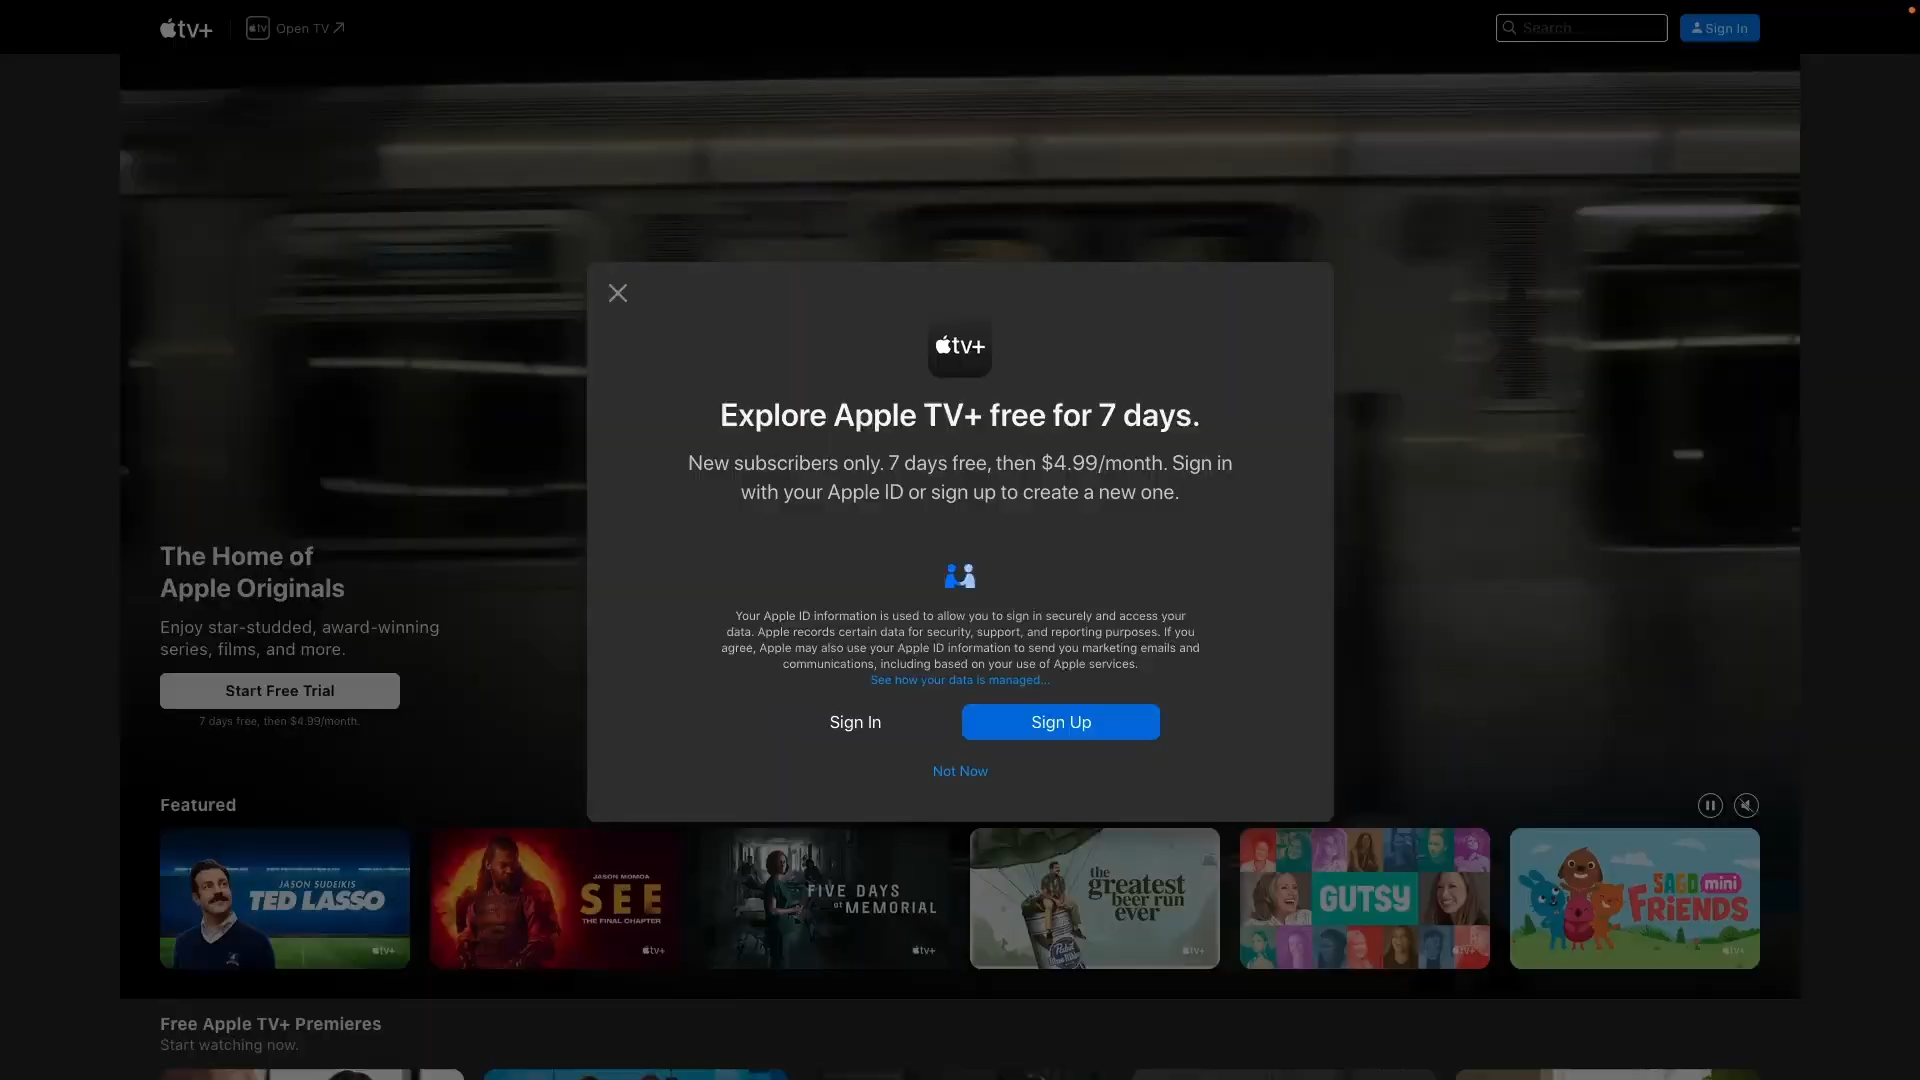 tv+
tv Open TV
Search...
Sign In
tv+
Explore Apple TV+ free for 7 days.
New subscribers only. 7 days free, then $4.99/month. Sign in
with your Apple ID or sign up to create a new one.
Your Apple ID information is used to allow you to sign in securely and access your
data. Apple records certain data for security, support, and reporting purposes. If you
agree, Apple may also use your Apple ID information to send you marketing emails and
communications, including based on your use of Apple services.
See how your data is managed...
Sign In
Sign Up
Not Now
The Home of
Apple Originals
Enjoy star-studded, award-winning
series, films, and more.
Start Free Trial
7 days free, then $4.99/month.
Featured
JASON SUDEIKIS
TED LASSO
tv+
JASON MOMOA
SEE
THE FINAL CHAPTER
tv+
FIVE DAYS
at MEMORIAL
tv+
the
greatest
beer run
ever
Pabst
tv+
GUTSY
tv+
SAGO mini
FRiENDS
tv+
Free Apple TV+ Premieres
Start watching now.